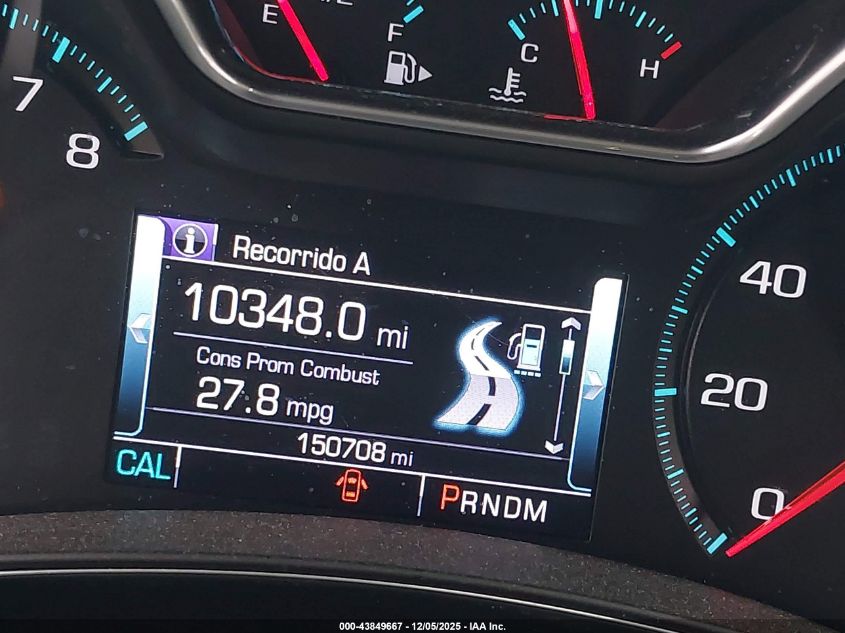 E
F
C
H
7
8
Recorrido A
10348.0 mi
Cons Prom Combust
27.8 mpg
150708 mi
CAL
PRNDM
40
20
0
000-43849667 - 12/05/2025 - IAA Inc.